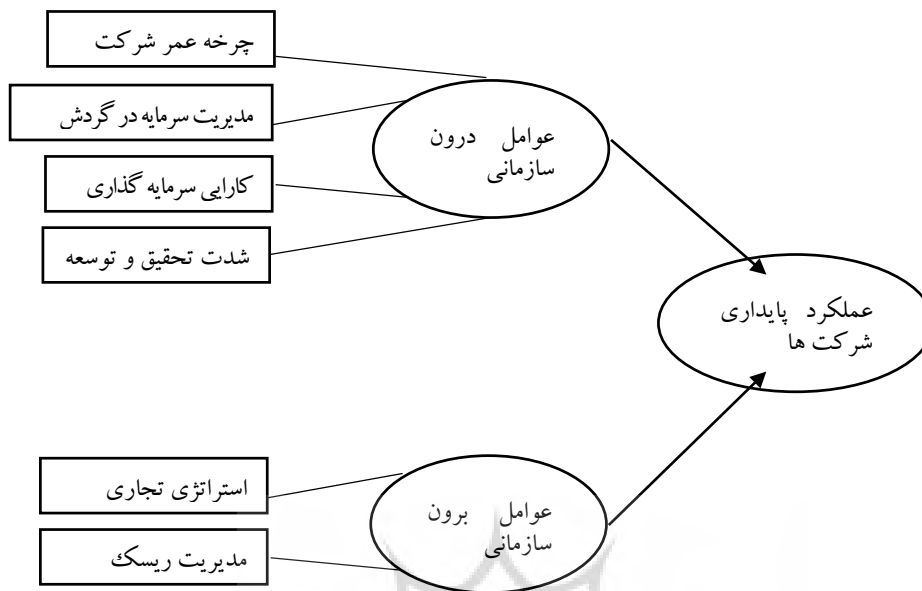 چرخه عمر شرکت
مدیریت سرمایه در گردش
کارایی سرمایه گذاری
شدت تحقیق و توسعه
عوامل درون
سازمانی
عملکرد پایداری
شرکت ها
استراتژی تجاری
مدیریت ریسک
عوامل برون
سازمانی